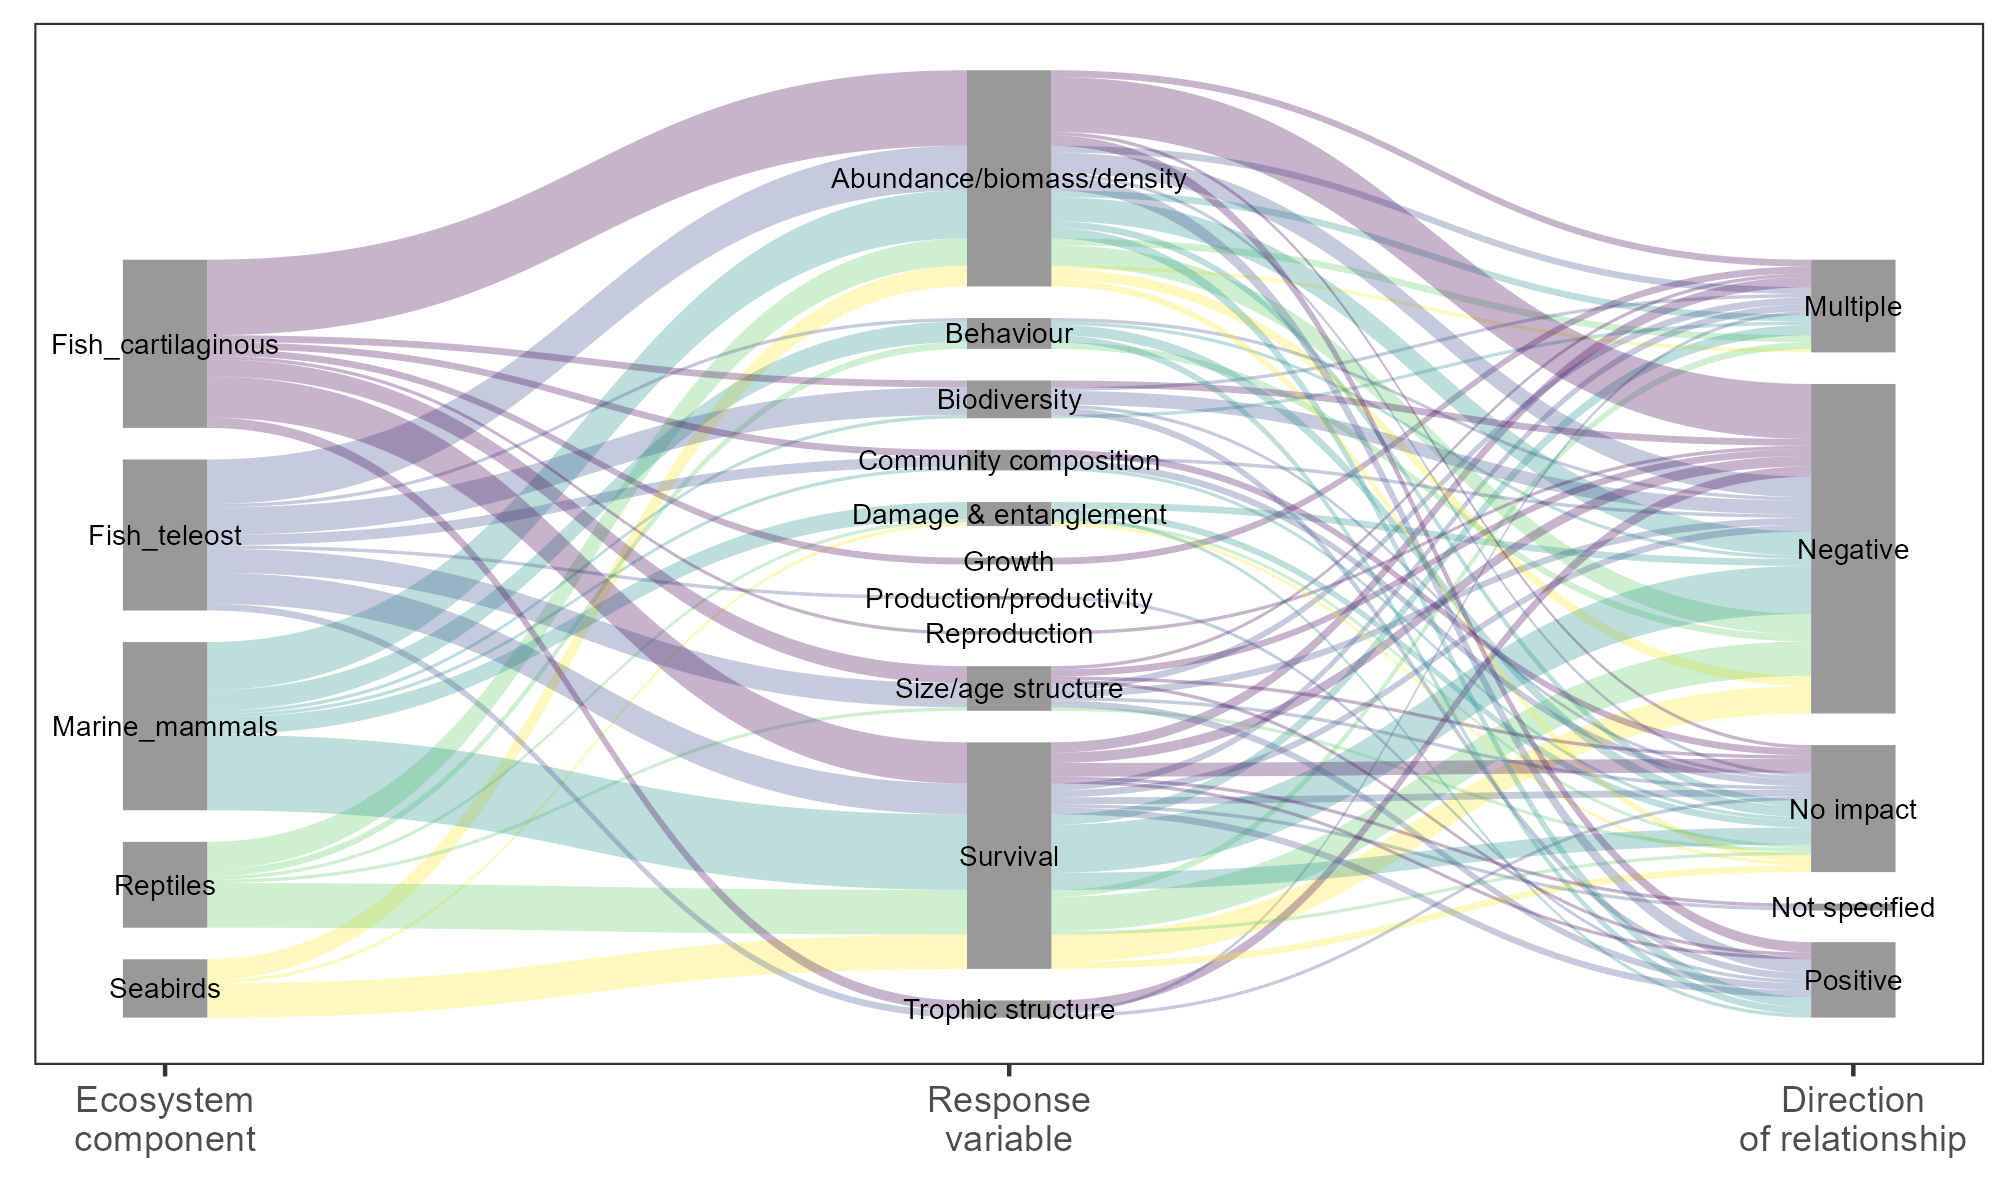 Abundance/biomass/density
Behaviour
Biodiversity
Community composition
Damage & entanglement
Growth
Production/productivity
Reproduction
Size/age structure
Survival
Trophic structure
Fish_cartilaginous
Fish_teleost
Marine_mammals
Reptiles
Seabirds
Multiple
Negative
No impact
Not specified
Positive
Ecosystem
component
Response
variable
Direction
of relationship